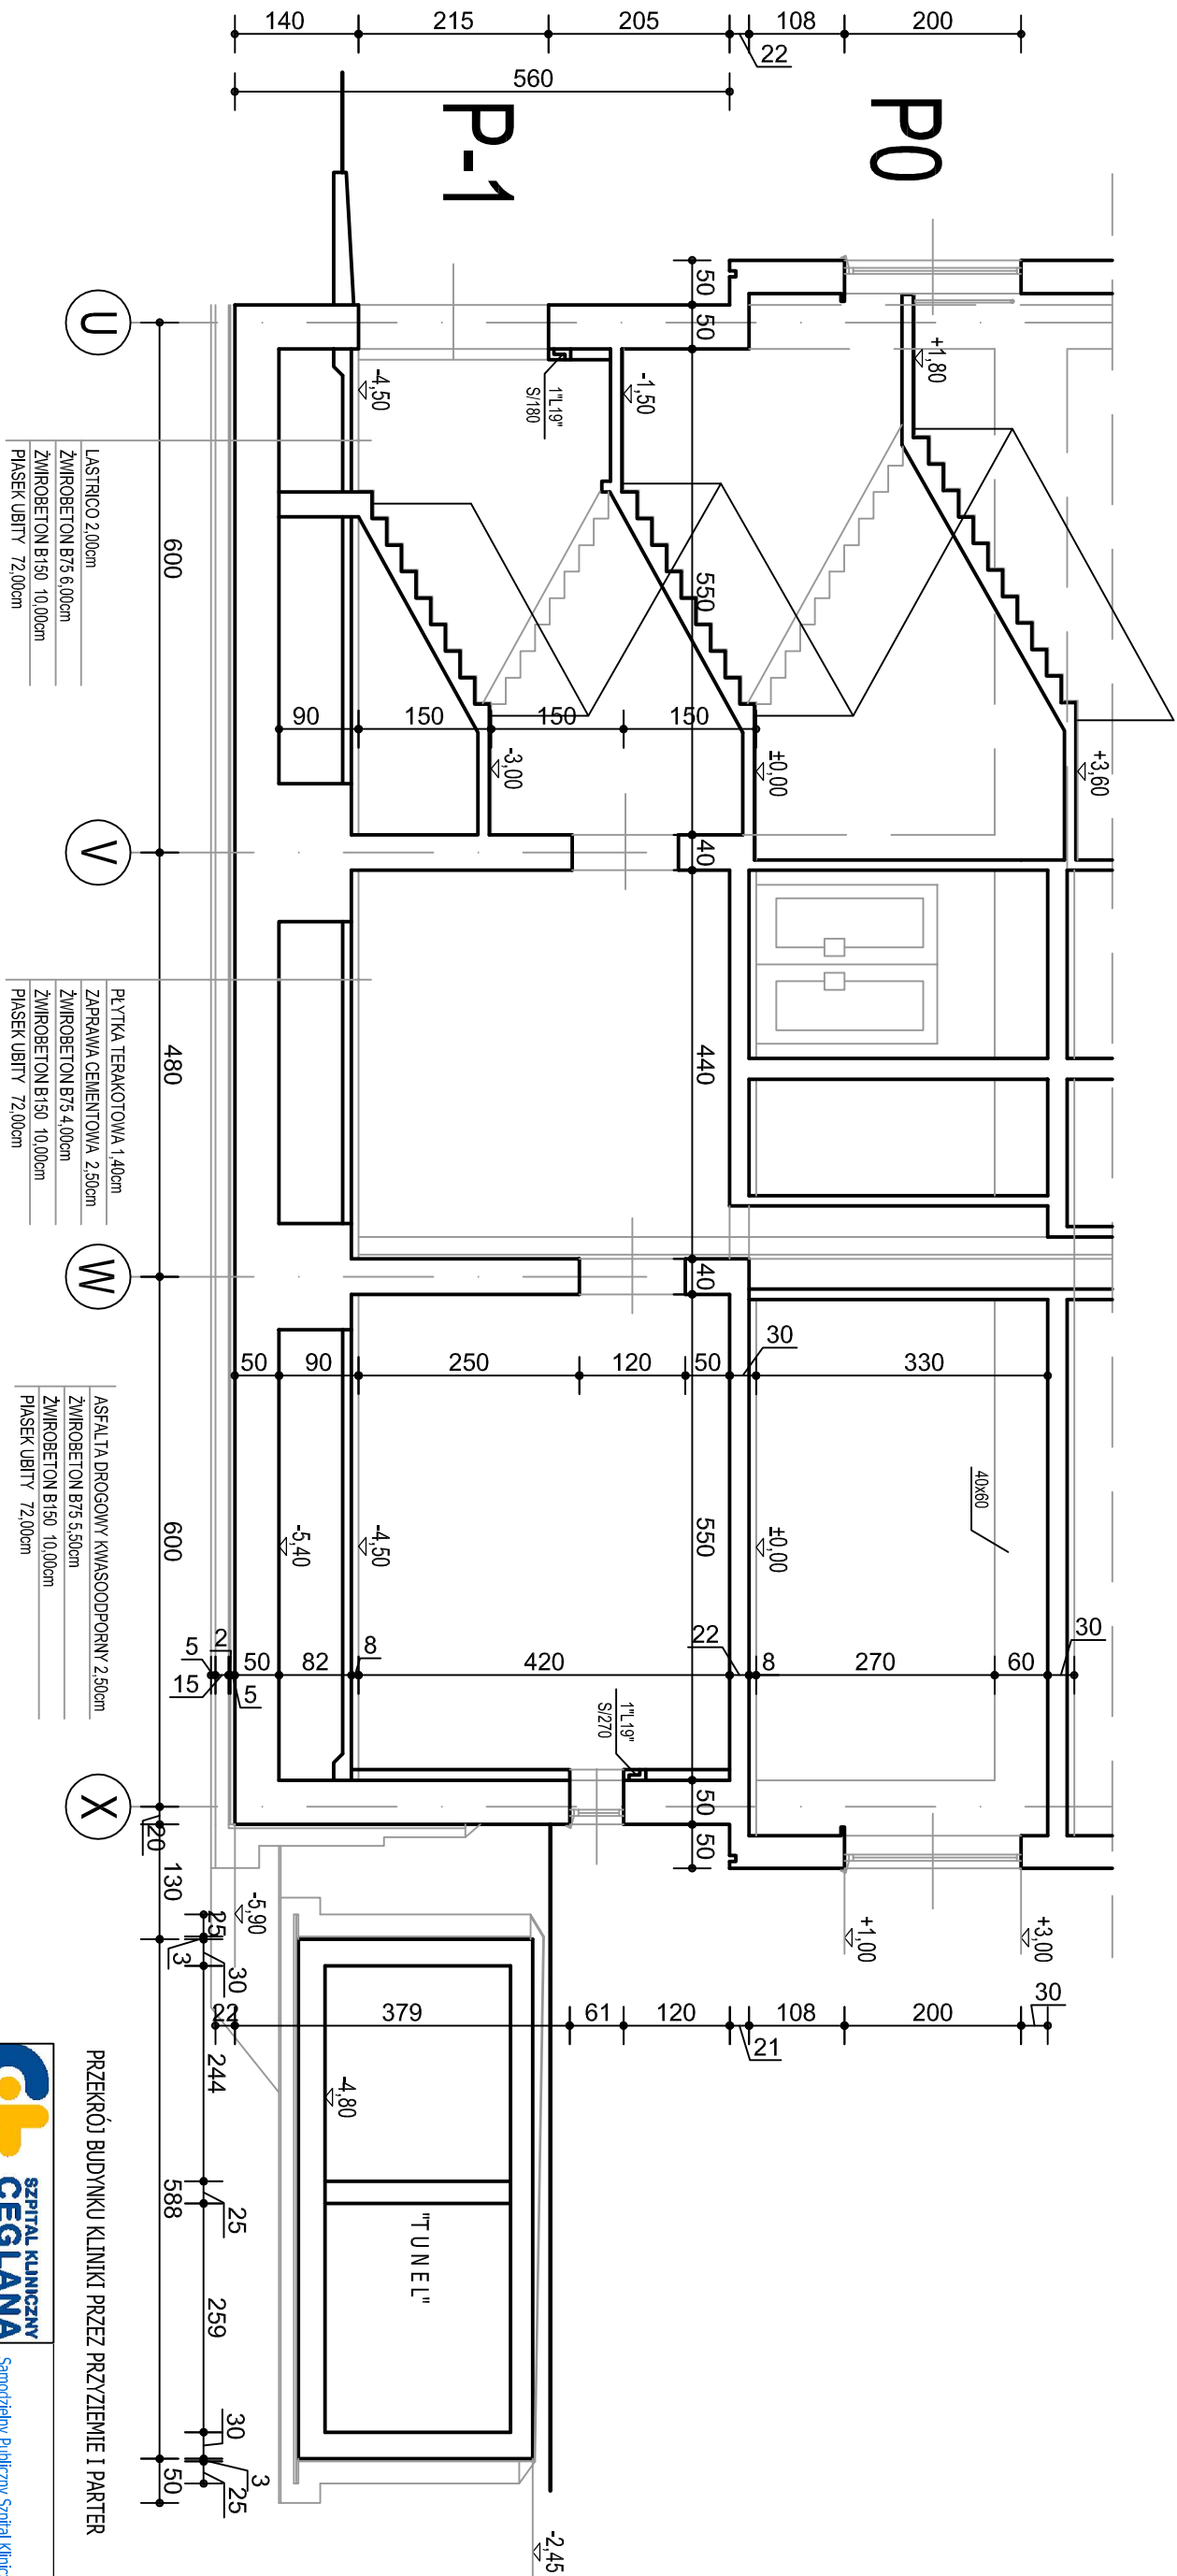 140
215
205
22
108
200
560
P0
P-1
50
50
550
40
440
40
550
50
50
+1,80
-1,50
-4,50
1"L19"
S/180
90
150
150
150
-3,00
±0,00
+3,60
50
90
250
120
50
30
330
40x60
-5,40
-4,50
±0,00
5
2
15
50
5
82
8
420
22
8
270
60
30
1"L19"
S/270
+1,00
+3,00
-5,90
22
379
61
120
21
108
200
30
-4,80
"TUNEL"
-2,45
25
3
30
244
25
259
30
3
25
600
480
600
20
130
588
50
U
V
W
X
LASTRICO 2,00cm
ŻWIROBETON B75 6,00cm
ŻWIROBETON B150 10,00cm
PIASEK UBITY 72,00cm
PŁYTKA TERAKOTOWA 1,40cm
ZAPRAWA CEMENTOWA 2,50cm
ŻWIROBETON B75 4,00cm
ŻWIROBETON B150 10,00cm
PIASEK UBITY 72,00cm
ASFALTA DROGOWY KWASOODPORNY 2,50cm
ŻWIROBETON B75 5,50cm
ŻWIROBETON B150 10,00cm
PIASEK UBITY 72,00cm
PRZEKRÓJ BUDYNKU KLINIKI PRZEZ PRZYZIEMIE I PARTER
SZPITAL KLINICZNY
CEGLANA
Samodzielny Publiczny Szpital